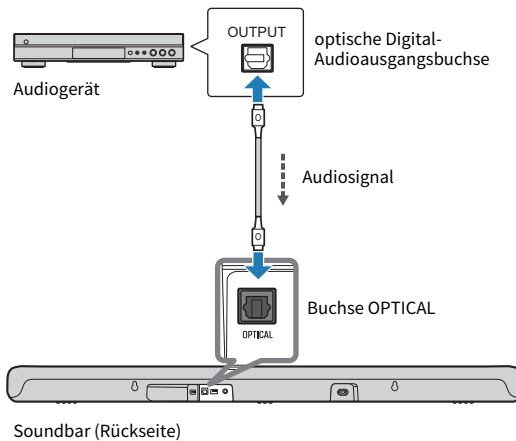 OUTPUT
optische Digital-
Audioausgangsbuchse
Audiogerät
Audiosignal
Buchse OPTICAL
OPTICAL
Soundbar (Rückseite)